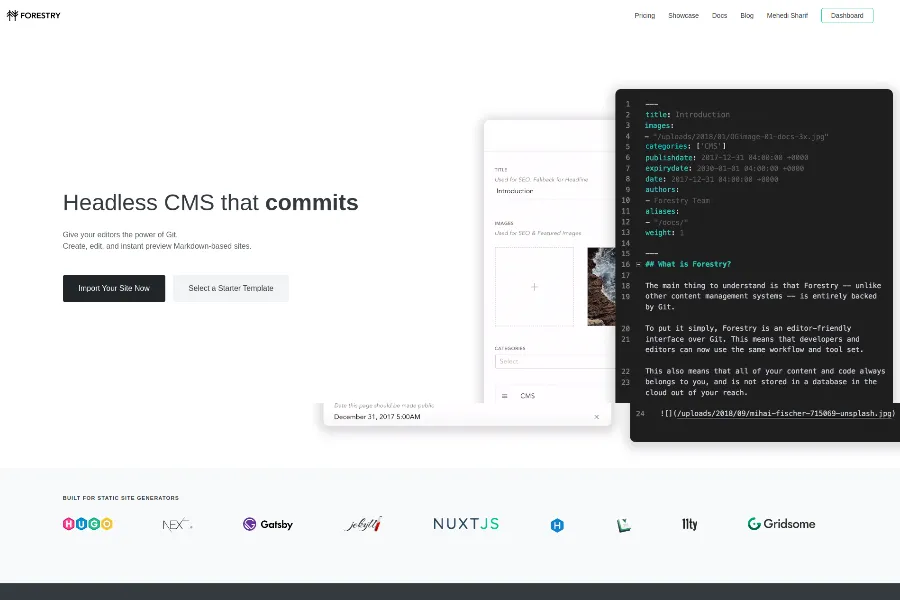 FORESTRY
Pricing Showcase Docs Blog Mehedi Sharif Dashboard
Headless CMS that commits
Give your editors the power of Git.
Create, edit, and instant preview Markdown-based sites.
Import Your Site Now Select a Starter Template
TITLE
Used for SEO. Fallback for Headline
Introduction
IMAGES
Used for SEO & Featured Images
+
CATEGORIES
Select
CMS
Date this page should be made public
December 31, 2017 5:00AM ×
1 ---
2 title: Introduction
3 images:
4 - "/uploads/2018/01/OGimage-01-docs-3x.jpg"
5 categories: ['CMS']
6 publishdate: 2017-12-31 04:00:00 +0000
7 expirydate: 2030-01-01 04:00:00 +0000
8 date: 2017-12-31 04:00:00 +0000
9 authors:
10 - Forestry Team
11 aliases:
12 - "/docs/"
13 weight: 1
14
15 ---
16 ## What is Forestry?
17
18 The main thing to understand is that Forestry -- unlike
19 other content management systems -- is entirely backed
by Git.
20 To put it simply, Forestry is an editor-friendly
21 interface over Git. This means that developers and
editors can now use the same workflow and tool set.
22 This also means that all of your content and code always
23 belongs to you, and is not stored in a database in the
cloud out of your reach.
24 ![](/uploads/2018/09/mihai-fischer-715069-unsplash.jpg)
BUILT FOR STATIC SITE GENERATORS
HUGO NEXT.js Gatsby jekyll NUXTJS H 11ty Gridsome